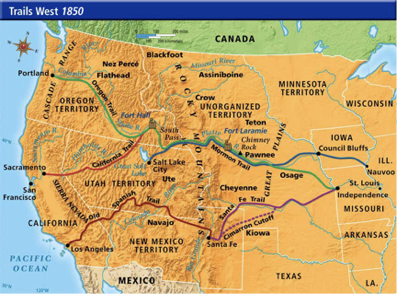 Trails West 1850
CANADA
Blackfoot
Missouri River
Nez Percé
Flathead
Assiniboine
Portland
CASCADE RANGE
Oregon Trail
OREGON
TERRITORY
Crow
UNORGANIZED
TERRITORY
MINNESOTA
TERRITORY
WISCONSIN
ROCKY MOUNTAINS
Fort Hall
South
Pass
Teton
Fort Laramie
Platte
Chimney
Rock
GREAT PLAINS
IOWA
Council Bluffs
Mormon Trail
Pawnee
ILL.
Nauvoo
California Trail
Great Salt
Lake
Salt Lake
City
Sacramento
San
Francisco
SIERRA NEVADA
UTAH TERRITORY
Ute
Cheyenne
Osage
St. Louis
Independence
MISSOURI
CALIFORNIA
Old Spanish Trail
Navajo
Santa Fe Trail
Kiowa
Cimarron Cutoff
Los Angeles
NEW MEXICO
TERRITORY
Santa Fe
ARKANSAS
PACIFIC
OCEAN
MEXICO
TEXAS
LA.